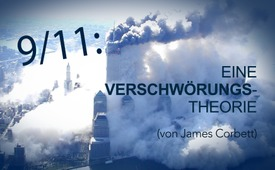 9/11:
EINE
VERSCHWÖRUNGS-
THEORIE
(von James Corbett)